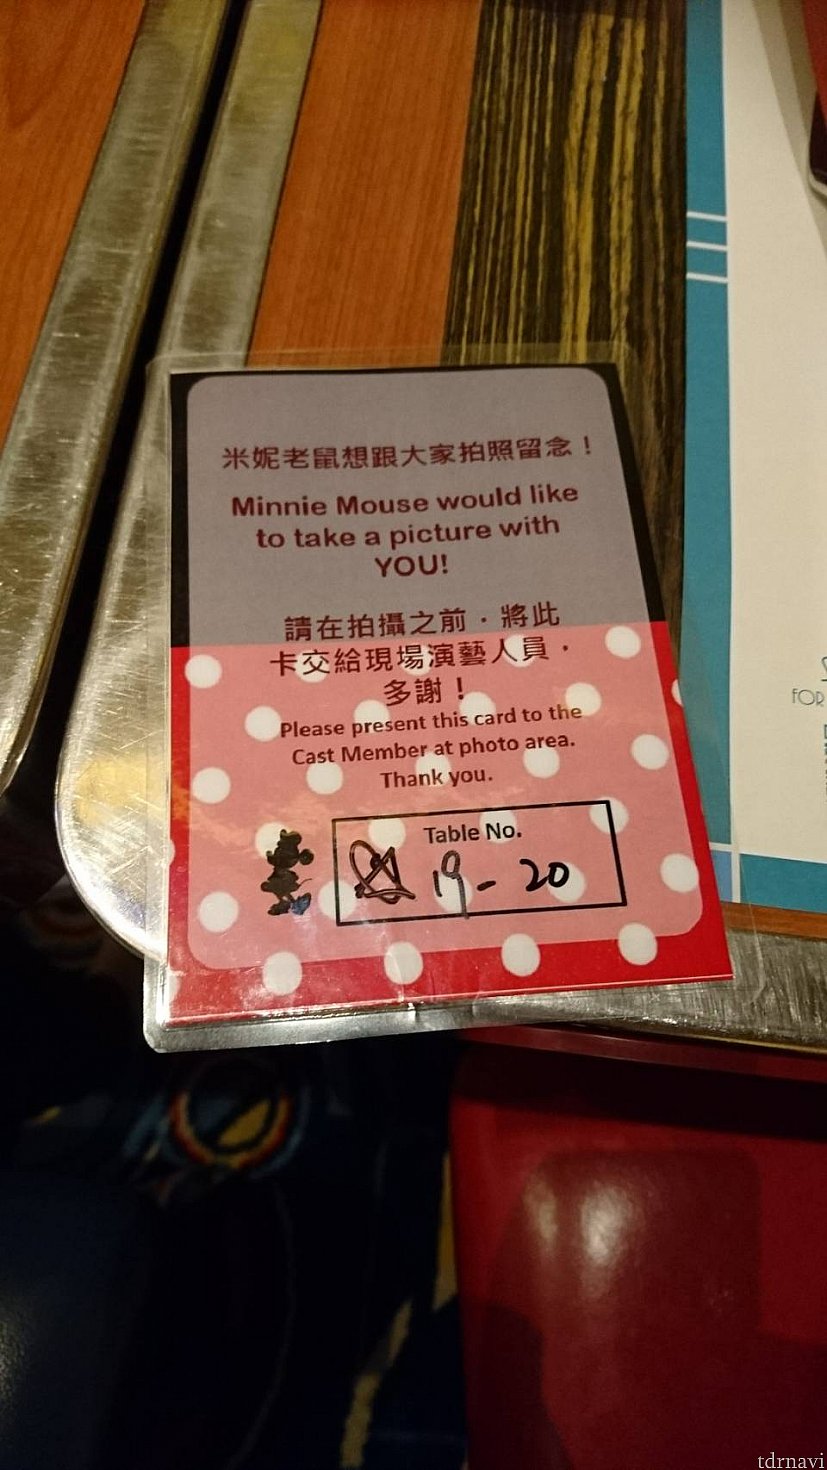 米妮老鼠想跟大家拍照留念！
Minnie Mouse would like
to take a picture with
YOU!
請在拍攝之前，將此
卡交給現場演藝人員，
多謝！
Please present this card to the
Cast Member at photo area.
Thank you.
Table No.
19-20
FOR
tdrnavi